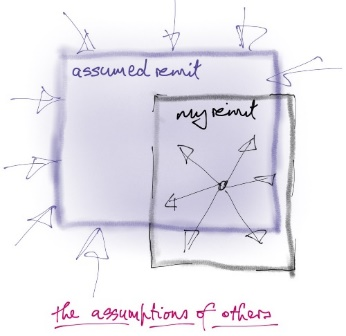 assumed remit
my remit
the assumptions of others